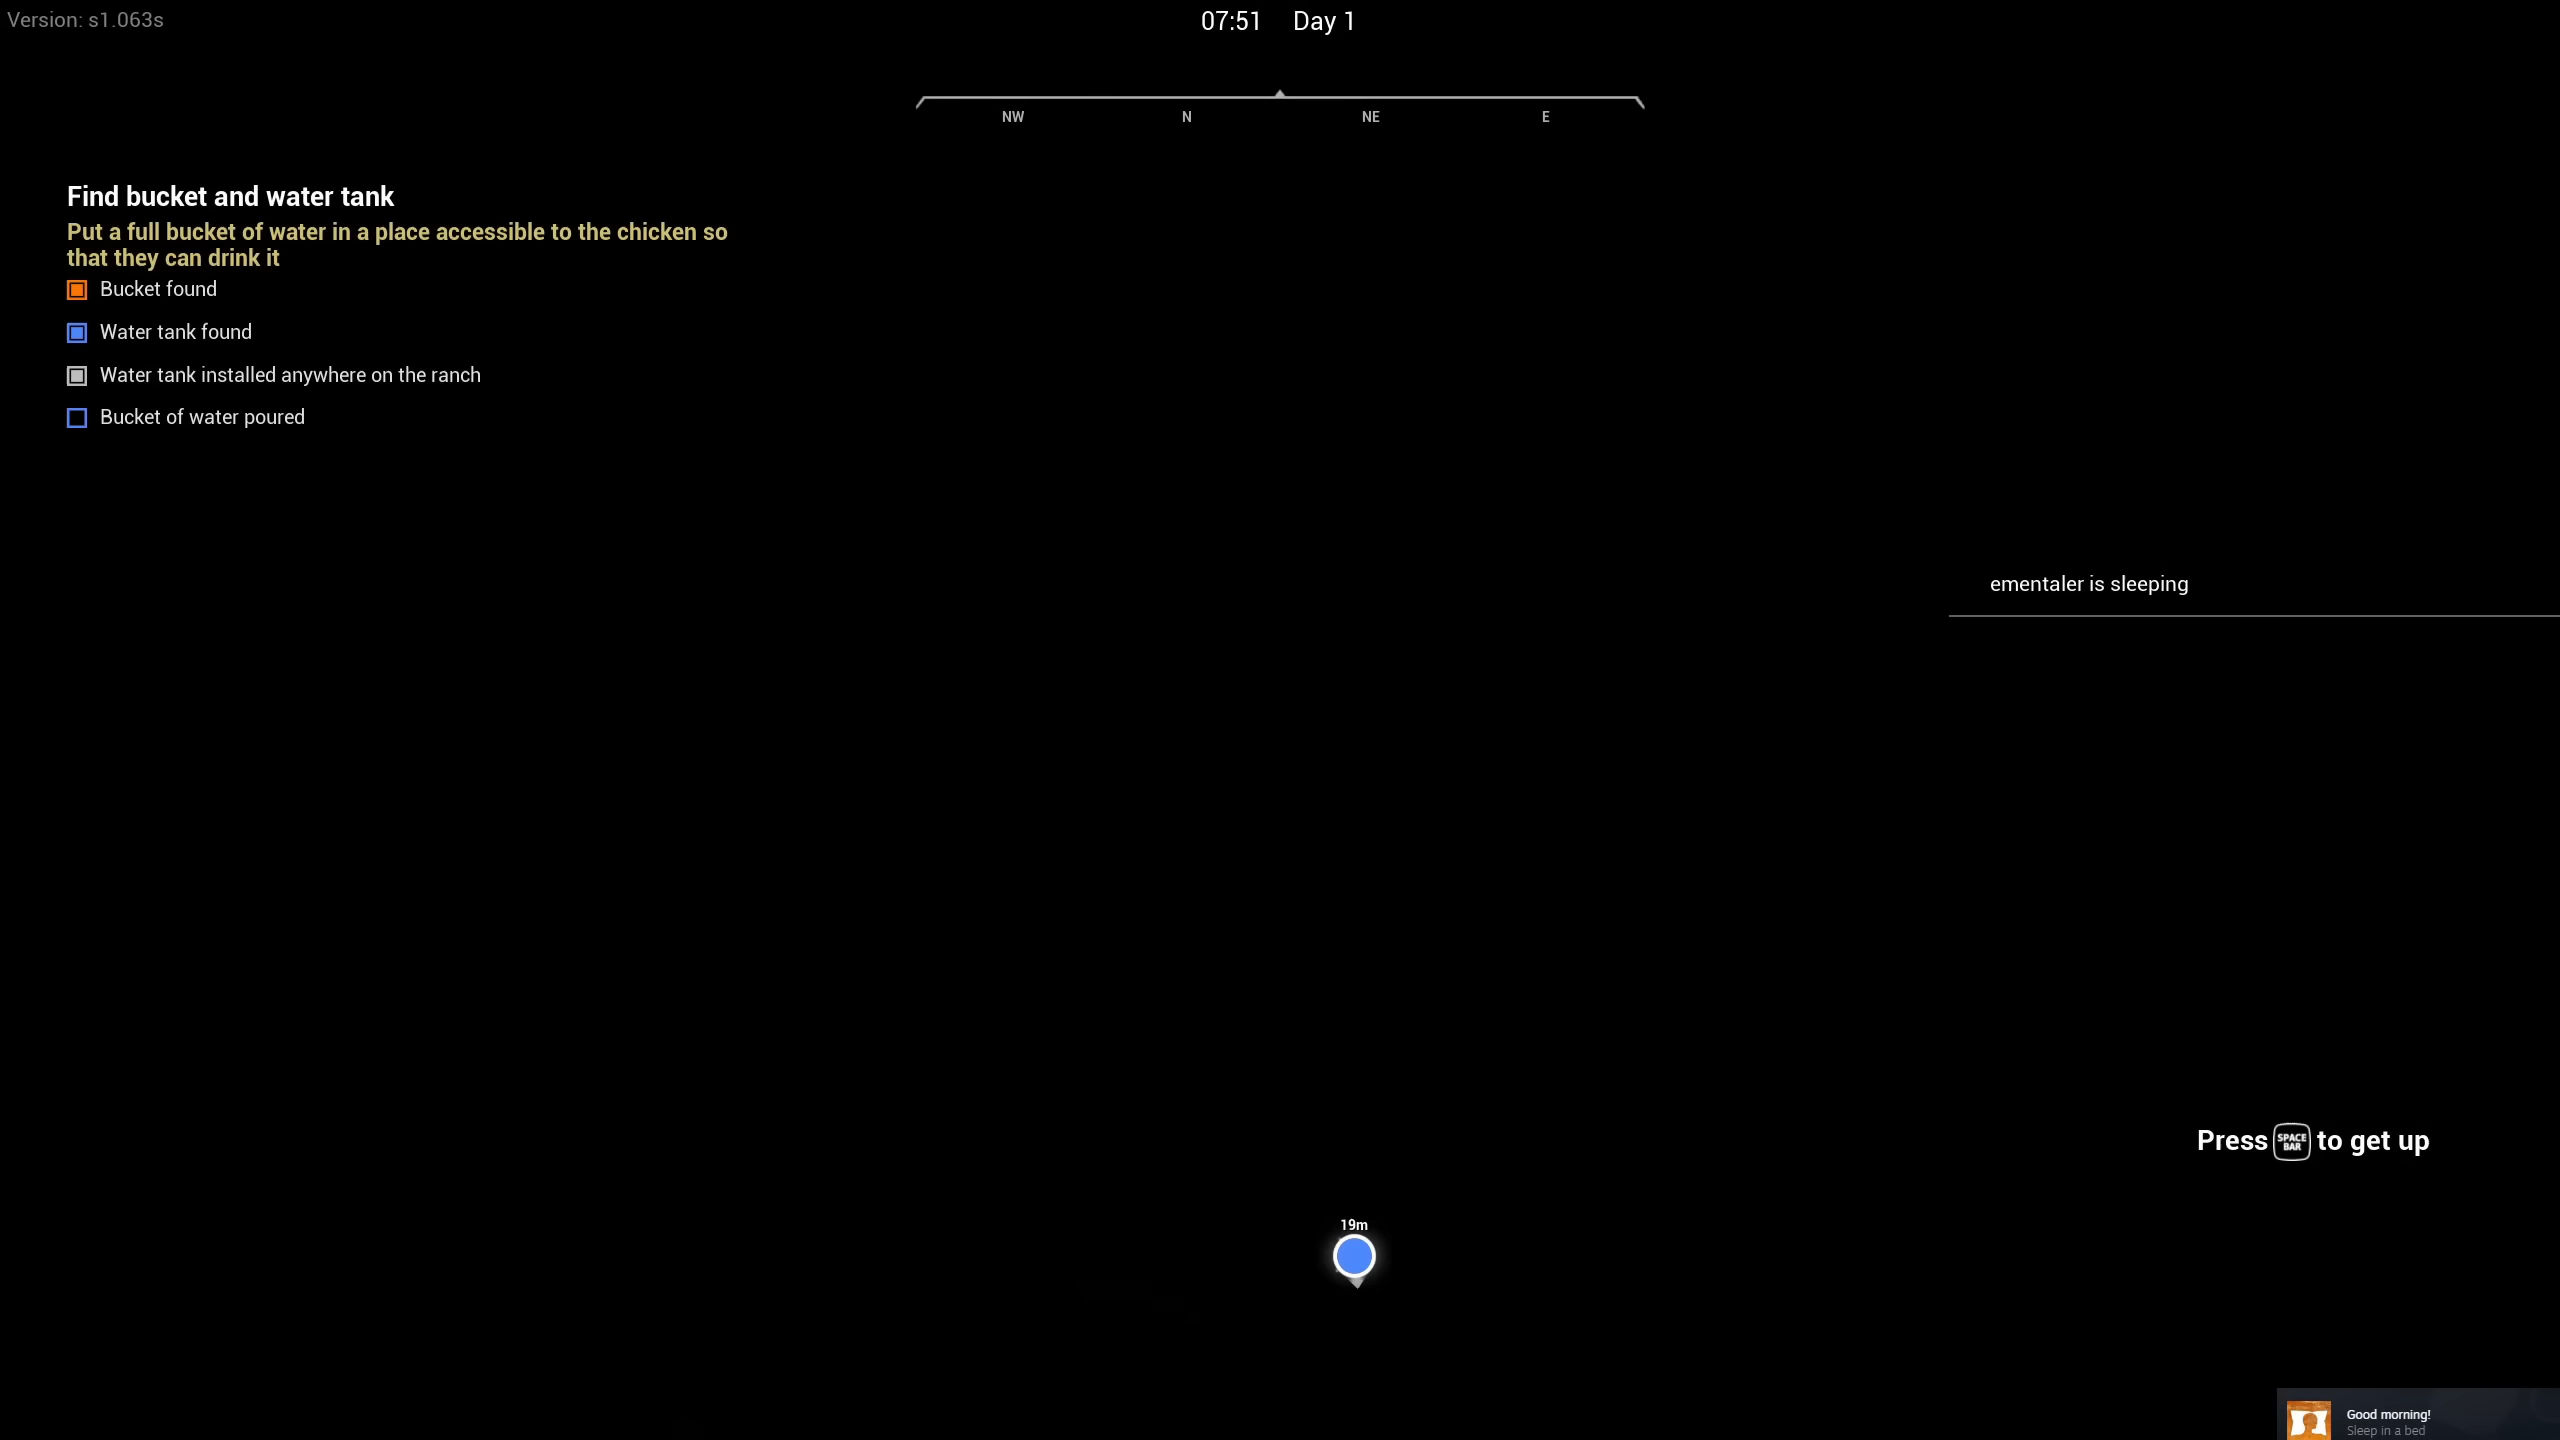 Version: s1.063s
07:51 Day 1
NW N NE E
Find bucket and water tank
Put a full bucket of water in a place accessible to the chicken so
that they can drink it
Bucket found
Water tank found
Water tank installed anywhere on the ranch
Bucket of water poured
ementaler is sleeping
Press SPACE BAR to get up
19m
Good morning!
Sleep in a bed